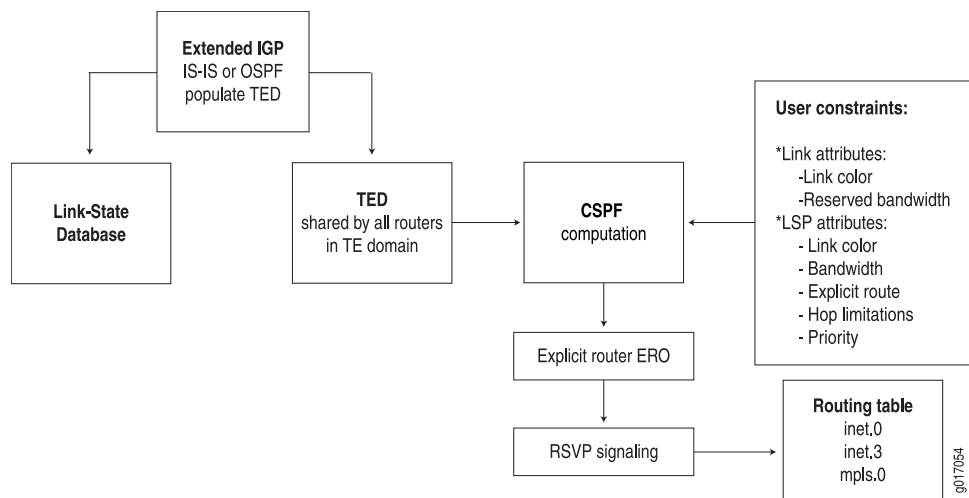 Extended IGP
IS-IS or OSPF
populate TED
Link-State
Database
TED
shared by all routers
in TE domain
CSPF
computation
User constraints:
*Link attributes:
-Link color
-Reserved bandwidth
*LSP attributes:
- Link color
- Bandwidth
- Explicit route
- Hop limitations
- Priority
Explicit router ERO
RSVP signaling
Routing table
inet.0
inet.3
mpls.0
g017054